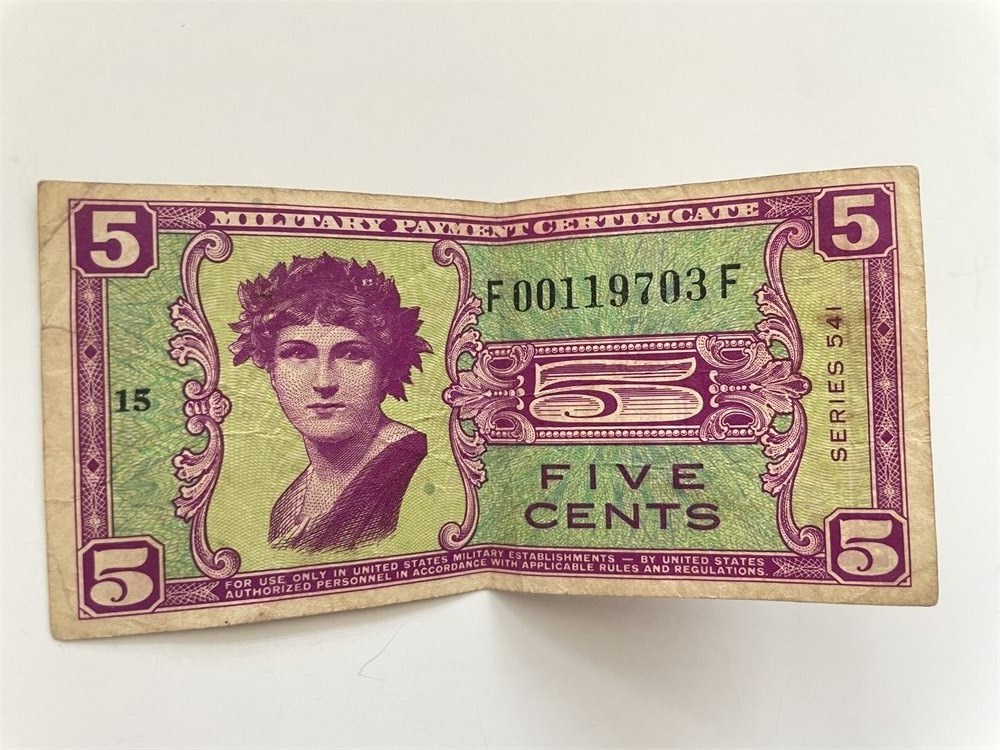 5 MILITARY PAYMENT CERTIFICATE 5
F00119703F
15
5
SERIES 541
FIVE
CENTS
5 5
FOR USE ONLY IN UNITED STATES MILITARY ESTABLISHMENTS — BY UNITED STATES
AUTHORIZED PERSONNEL IN ACCORDANCE WITH APPLICABLE RULES AND REGULATIONS.